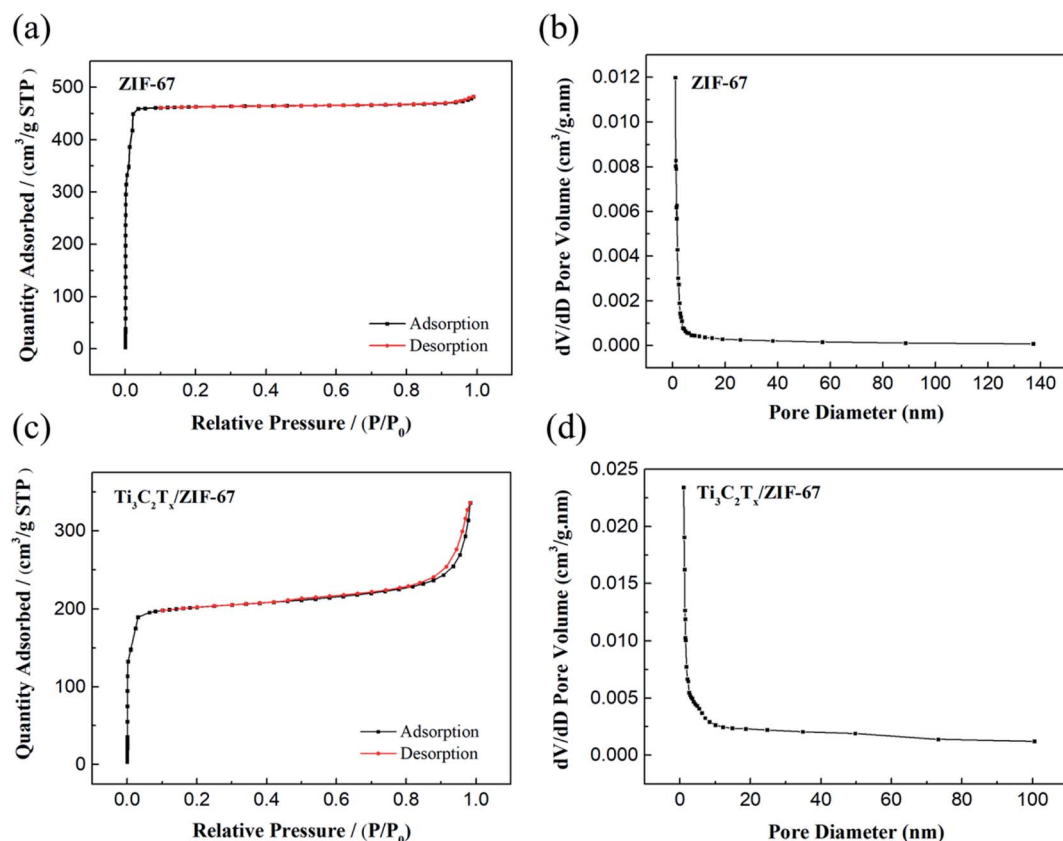 (a)
ZIF-67
Quantity Adsorbed / (cm³/g STP )
500
400
300
200
100
0
Adsorption
Desorption
0.0 0.2 0.4 0.6 0.8 1.0
Relative Pressure / (P/P₀)
(b)
ZIF-67
dV/dD Pore Volume (cm³/g.nm)
0.012
0.010
0.008
0.006
0.004
0.002
0.000
0 20 40 60 80 100 120 140
Pore Diameter (nm)
(c)
Ti₃C₂Tₓ/ZIF-67
Quantity Adsorbed / (cm³/g STP )
300
200
100
0
Adsorption
Desorption
0.0 0.2 0.4 0.6 0.8 1.0
Relative Pressure / (P/P₀)
(d)
Ti₃C₂Tₓ/ZIF-67
dV/dD Pore Volume (cm³/g.nm)
0.025
0.020
0.015
0.010
0.005
0.000
0 20 40 60 80 100
Pore Diameter (nm)